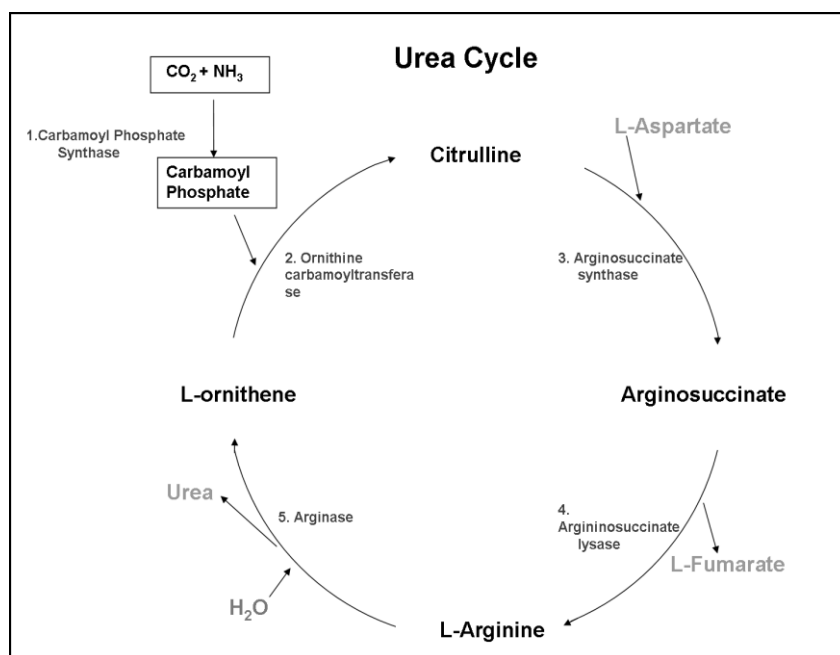 Urea Cycle
CO₂ + NH₃
1.Carbamoyl Phosphate
Synthase
Carbamoyl
Phosphate
Citrulline
L-Aspartate
2. Ornithine
carbamoyltransfera
se
3. Arginosuccinate
synthase
L-ornithene
Arginosuccinate
Urea
5. Arginase
4.
Argininosuccinate
lysase
L-Fumarate
H₂O
L-Arginine